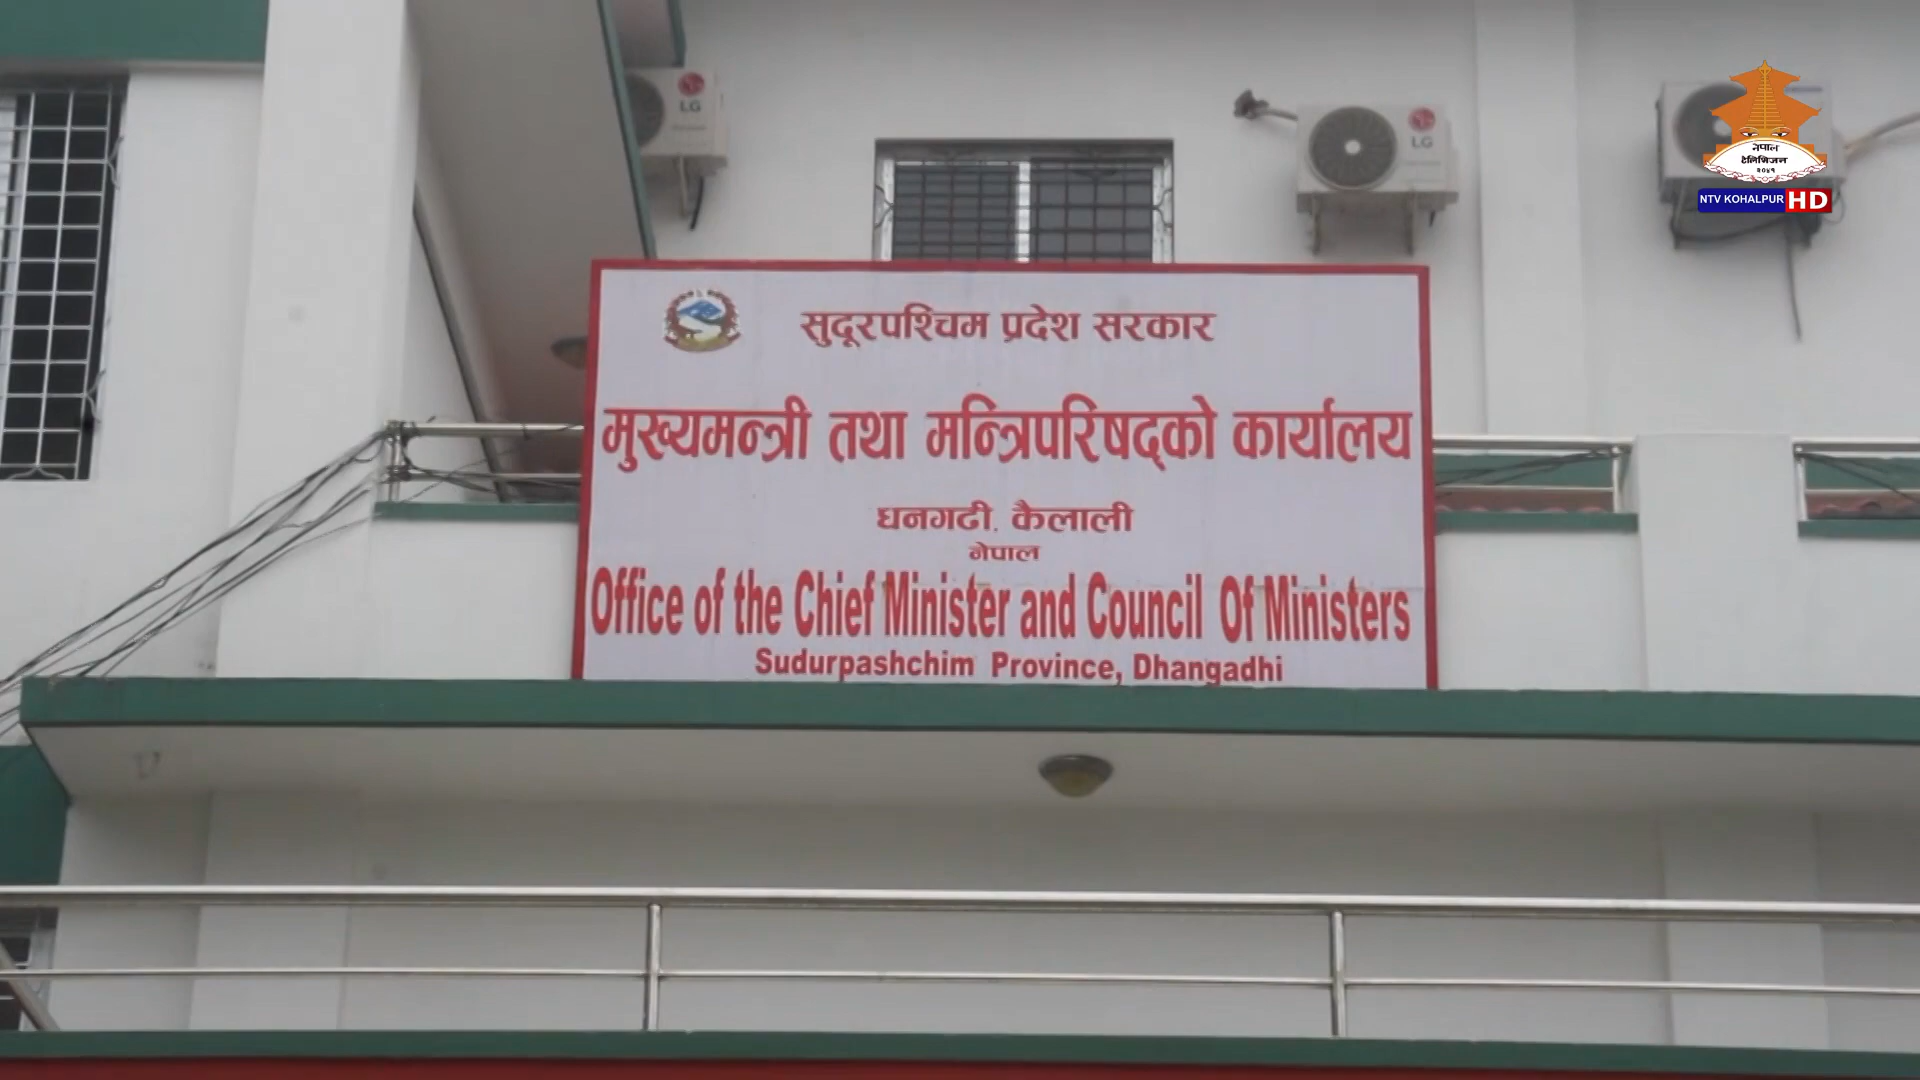 LG
LG
नेपाल
टेलिभिजन
२०४१
NTV KOHALPUR HD
सुदूरपश्चिम प्रदेश सरकार
मुख्यमन्त्री तथा मन्त्रिपरिषद्को कार्यालय
धनगढी, कैलाली
नेपाल
Office of the Chief Minister and Council Of Ministers
Sudurpashchim Province, Dhangadhi